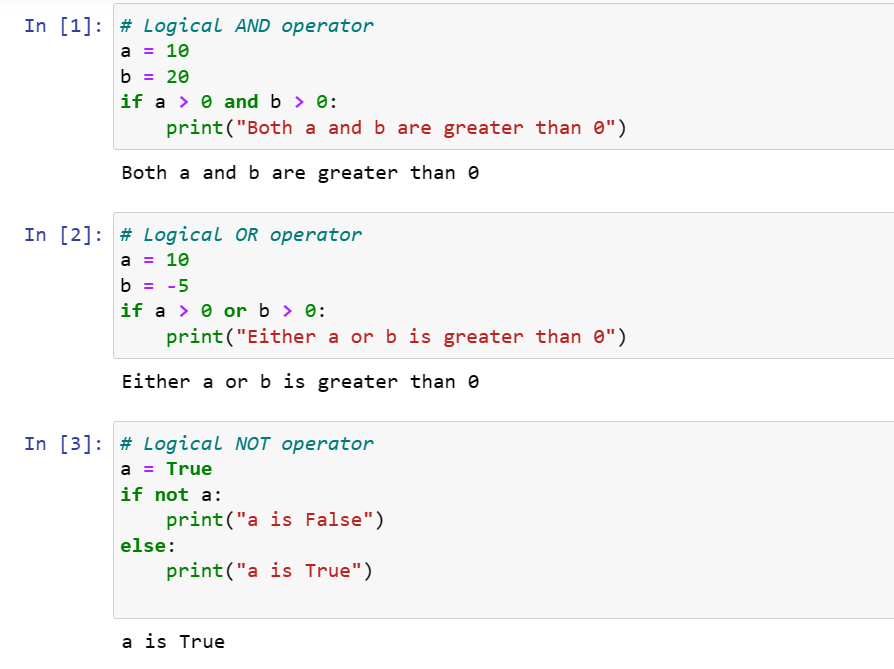 In [1]: # Logical AND operator
a = 10
b = 20
if a > 0 and b > 0:
    print("Both a and b are greater than 0")
Both a and b are greater than 0
In [2]: # Logical OR operator
a = 10
b = -5
if a > 0 or b > 0:
    print("Either a or b is greater than 0")
Either a or b is greater than 0
In [3]: # Logical NOT operator
a = True
if not a:
    print("a is False")
else:
    print("a is True")
a is True